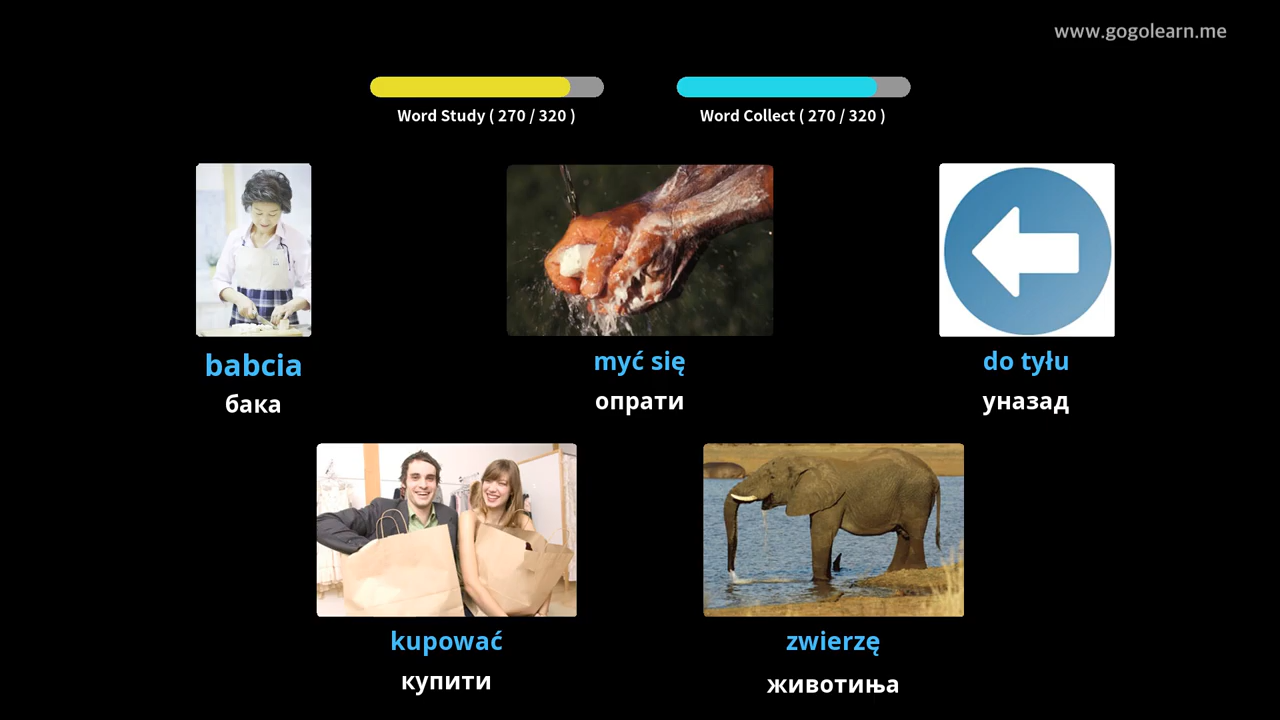 www.gogolearn.me
Word Study ( 270 / 320 )
Word Collect ( 270 / 320 )
babcia
бака
myć się
опрати
do tyłu
уназад
kupować
купити
zwierzę
животиња